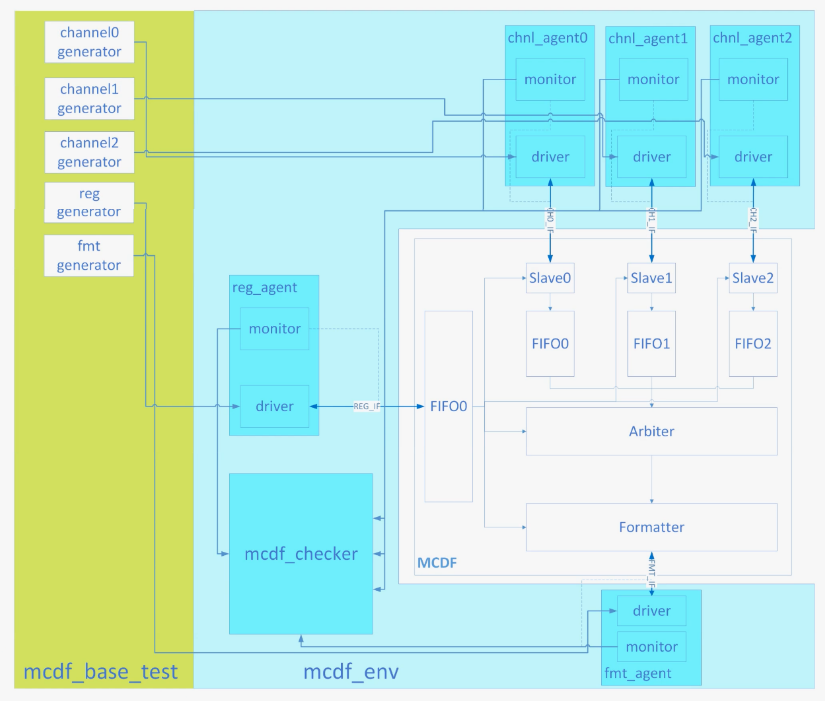 channel0
generator
channel1
generator
channel2
generator
reg
generator
fmt
generator
chnl_agent0
monitor
driver
chnl_agent1
monitor
driver
chnl_agent2
monitor
driver
CH0_IF
CH1_IF
CH2_IF
reg_agent
monitor
driver
REG_IF
FIFO0
Slave0
Slave1
Slave2
FIFO0
FIFO1
FIFO2
Arbiter
Formatter
MCDF
FMT_IF
mcdf_checker
driver
monitor
fmt_agent
mcdf_base_test
mcdf_env